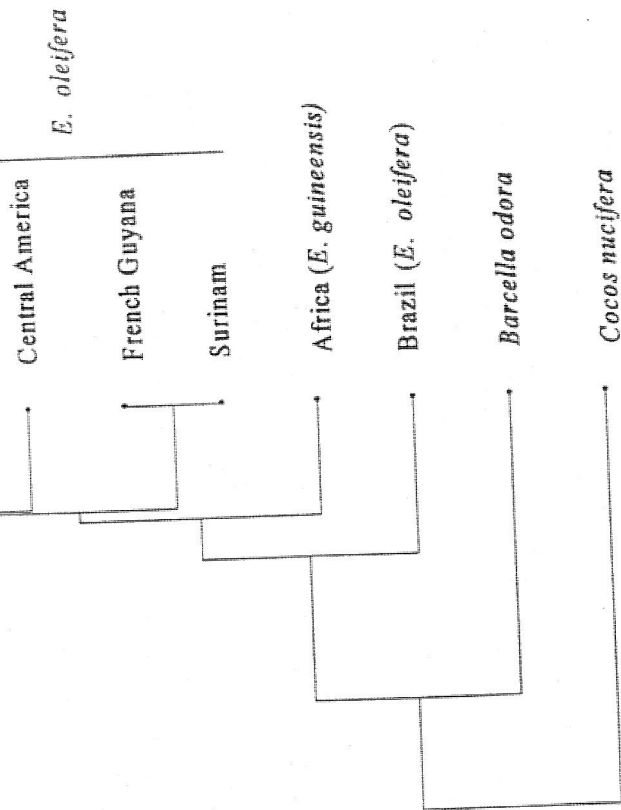 E. oleifera
Central America
French Guyana
Surinam
Africa (E. guineensis)
Brazil (E. oleifera)
Barcella odora
Cocos nucifera